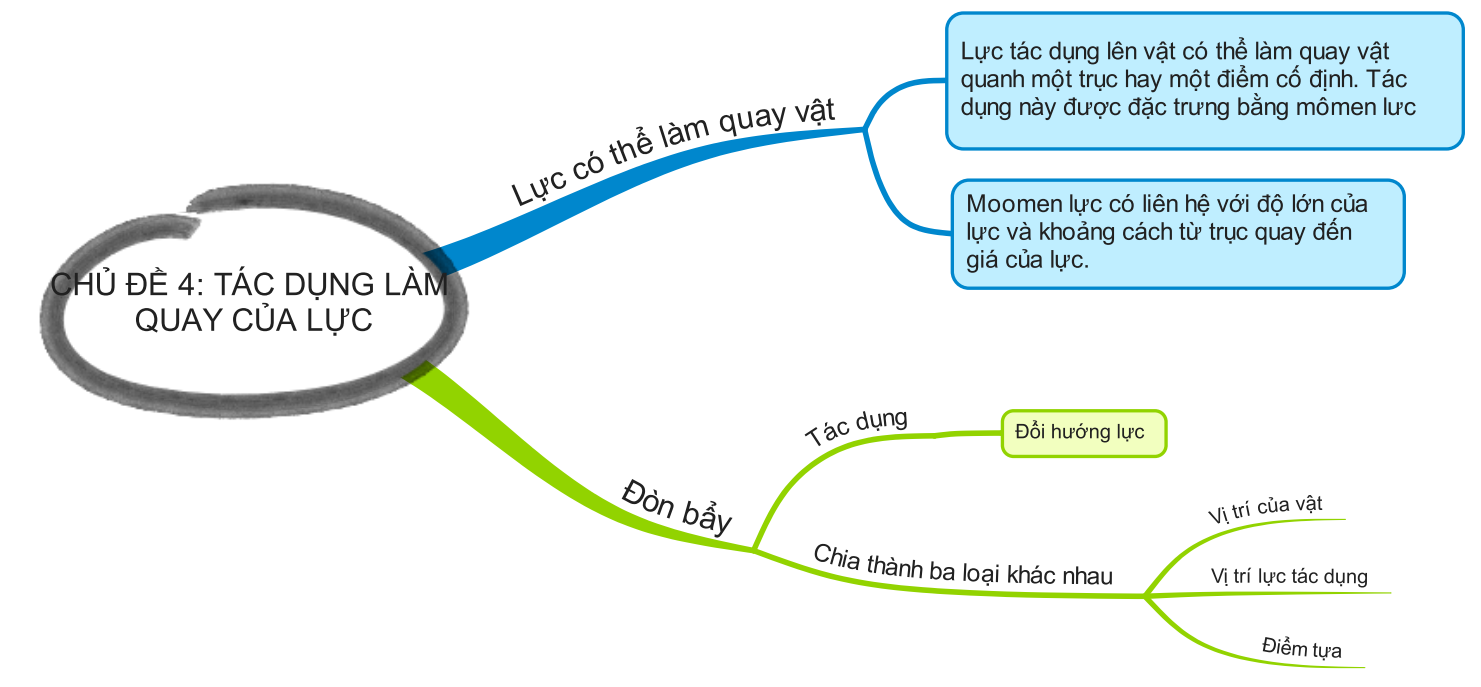 CHỦ ĐỀ 4: TÁC DỤNG LÀM
QUAY CỦA LỰC
Lực có thể làm quay vật
Lực tác dụng lên vật có thể làm quay vật
quanh một trục hay một điểm cố định. Tác
dụng này được đặc trưng bằng mômen lưc
Moomen lực có liên hệ với độ lớn của
lực và khoảng cách từ trục quay đến
giá của lực.
Đòn bẩy
Tác dụng
Đổi hướng lực
Chia thành ba loại khác nhau
Vị trí của vật
Vị trí lực tác dụng
Điểm tựa